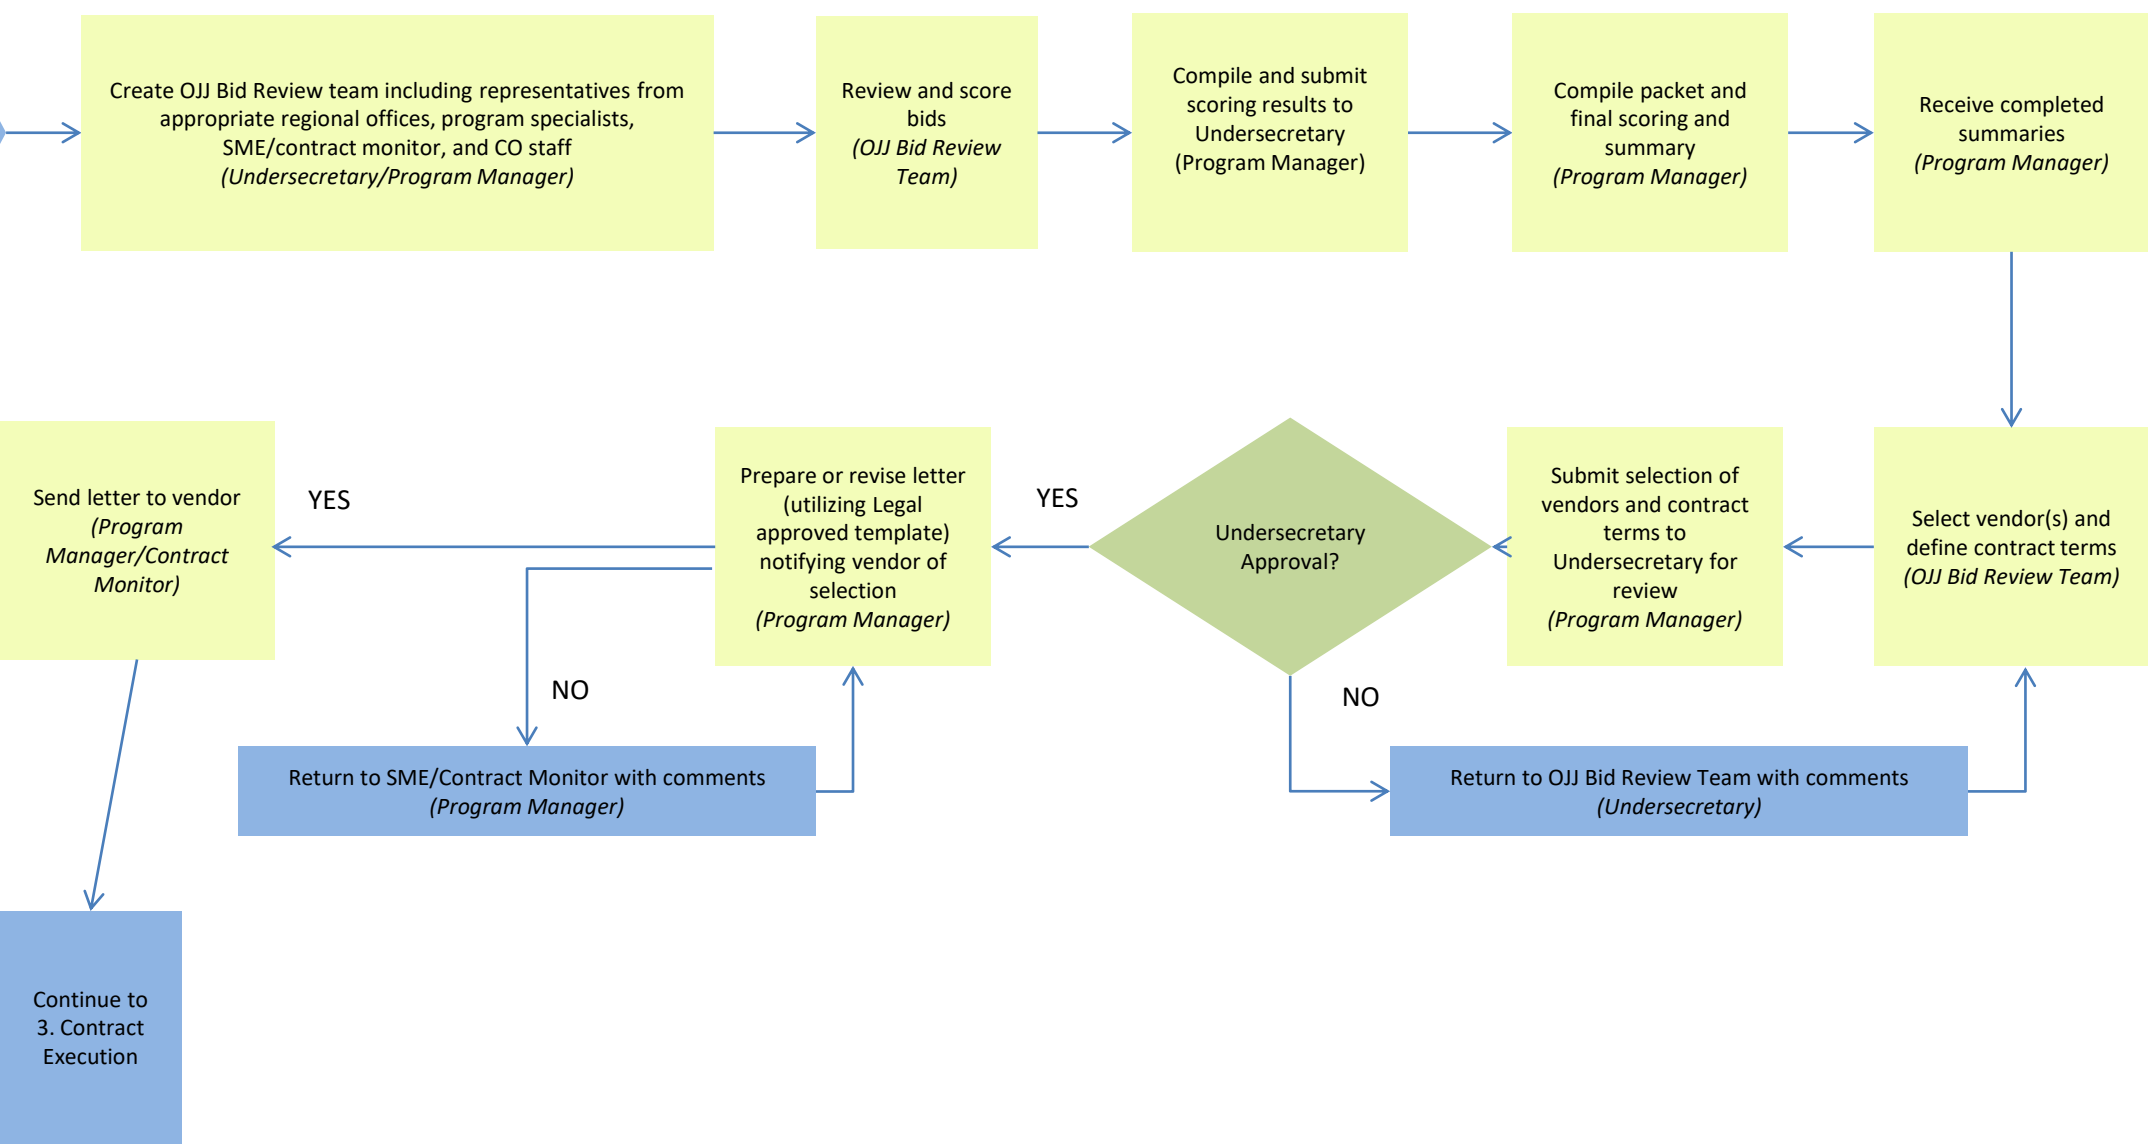 Create OJJ Bid Review team including representatives from
appropriate regional offices, program specialists,
SME/contract monitor, and CO staff
(Undersecretary/Program Manager)
Review and score
bids
(OJJ Bid Review
Team)
Compile and submit
scoring results to
Undersecretary
(Program Manager)
Compile packet and
final scoring and
summary
(Program Manager)
Receive completed
summaries
(Program Manager)
Select vendor(s) and
define contract terms
(OJJ Bid Review Team)
Submit selection of
vendors and contract
terms to
Undersecretary for
review
(Program Manager)
Undersecretary
Approval?
YES
NO
Return to OJJ Bid Review Team with comments
(Undersecretary)
Prepare or revise letter
(utilizing Legal
approved template)
notifying vendor of
selection
(Program Manager)
YES
NO
Return to SME/Contract Monitor with comments
(Program Manager)
Send letter to vendor
(Program
Manager/Contract
Monitor)
Continue to
3. Contract
Execution